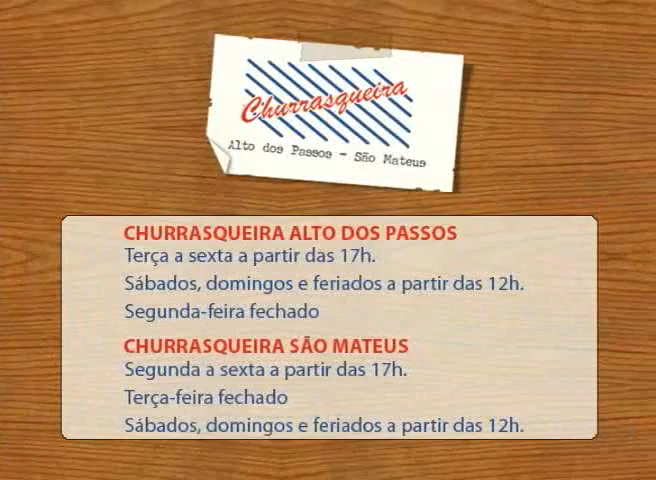 Churrasqueira
Alto dos Passos - São Mateus
CHURRASQUEIRA ALTO DOS PASSOS
Terça a sexta a partir das 17h.
Sábados, domingos e feriados a partir das 12h.
Segunda-feira fechado
CHURRASQUEIRA SÃO MATEUS
Segunda a sexta a partir das 17h.
Terça-feira fechado
Sábados, domingos e feriados a partir das 12h.